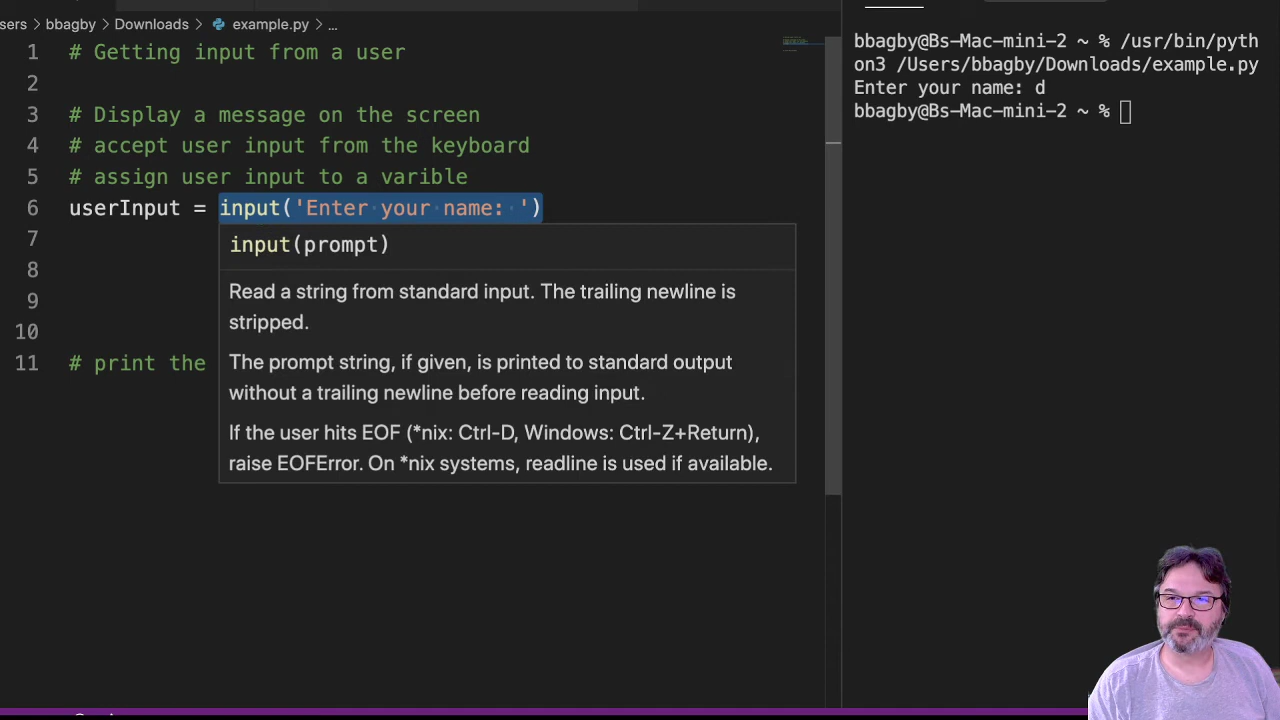 sers > bbagby > Downloads > example.py > ...
1 # Getting input from a user
2
3 # Display a message on the screen
4 # accept user input from the keyboard
5 # assign user input to a varible
6 userInput = input('Enter your name: ')
7
8
9
10
11 # print the
input(prompt)
Read a string from standard input. The trailing newline is
stripped.
The prompt string, if given, is printed to standard output
without a trailing newline before reading input.
If the user hits EOF (*nix: Ctrl-D, Windows: Ctrl-Z+Return),
raise EOFError. On *nix systems, readline is used if available.
bbagby@Bs-Mac-mini-2 ~ % /usr/bin/pyth
on3 /Users/bbagby/Downloads/example.py
Enter your name: d
bbagby@Bs-Mac-mini-2 ~ %